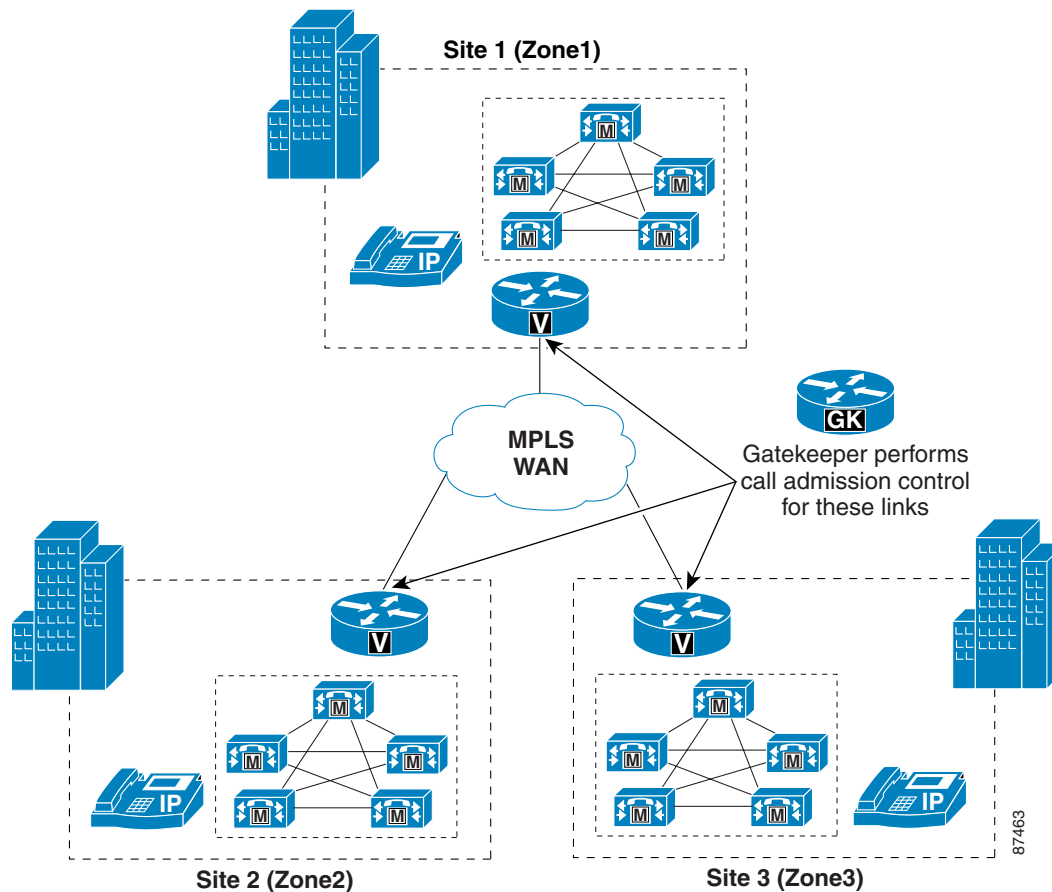 Site 1 (Zone1)
M
M
M
M
M
IP
V
GK
MPLS
WAN
Gatekeeper performs
call admission control
for these links
V
V
M
M
M
M
M
IP
M
M
M
M
M
IP
87463
Site 2 (Zone2)
Site 3 (Zone3)